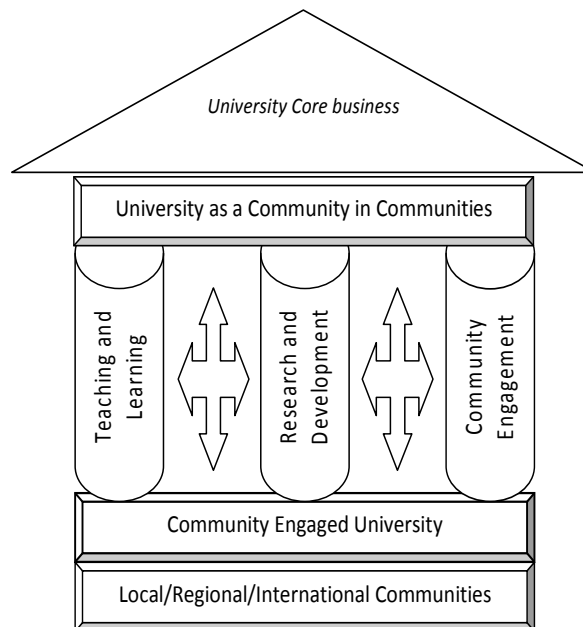 University Core business
University as a Community in Communities
Teaching and
Learning
Research and
Development
Community
Engagement
Community Engaged University
Local/Regional/International Communities